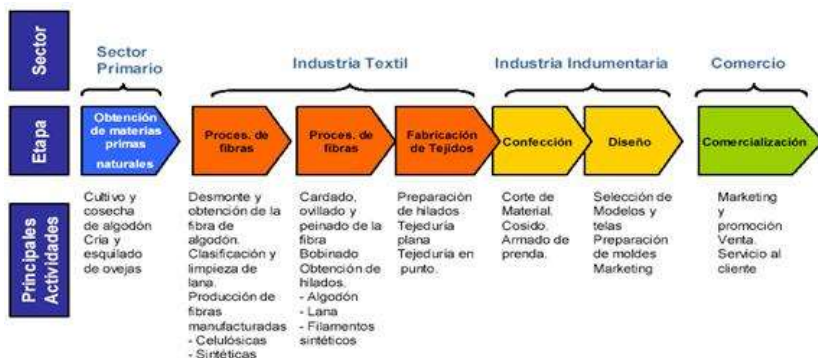 Sector
Sector
Primario
Industria Textil
Industria Indumentaria
Comercio
Etapa
Obtención
de materias
primas
naturales
Proces. de
fibras
Proces. de
fibras
Fabricación
de Tejidos
Confección
Diseño
Comercialización
Principales
Actividades
Cultivo y
cosecha
de algodón
Cría y
esquilado
de ovejas
Desmonte y
obtención de la
fibra de
algodón.
Clasificación y
limpieza de
lana.
Producción de
fibras
manufacturadas
- Celulósicas
- Sintéticas
Cardado,
ovillado y
peinado de la
fibra
Bobinado
Obtención de
hilados.
- Algodón
- Lana
- Filamentos
sintéticos
Preparación
de hilados
Tejeduría
plana
Tejeduría en
punto.
Corte de
Material.
Cosido.
Armado de
prenda.
Selección de
Modelos y
telas
Preparación
de moldes
Marketing
Marketing
y
promoción
Venta.
Servicio al
cliente